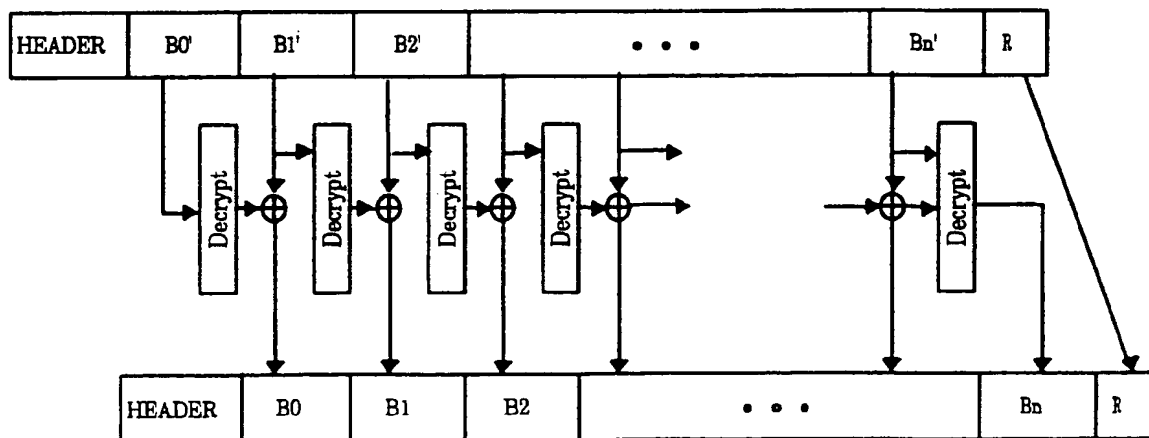 HEADER B0' B1' B2' • • • Bn' R
Decrypt Decrypt Decrypt Decrypt Decrypt
HEADER B0 B1 B2 • • • Bn R